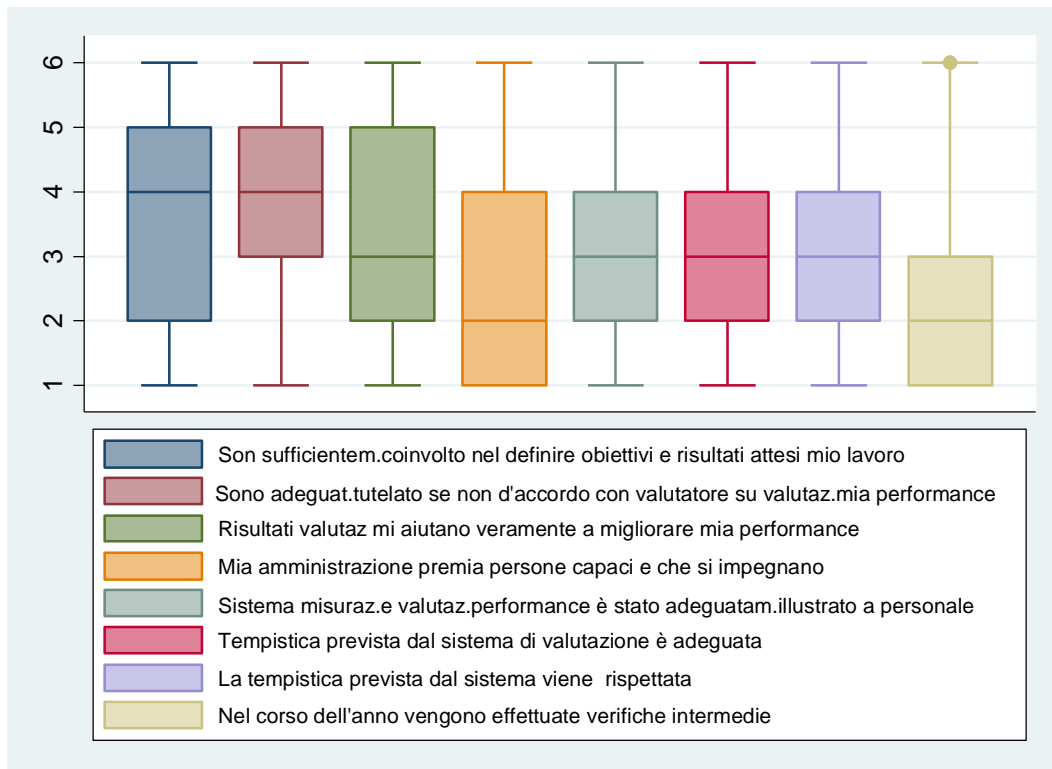 6
5
4
3
2
1
Son sufficientem.coinvolto nel definire obiettivi e risultati attesi mio lavoro
Sono adeguat.tutelato se non d'accordo con valutatore su valutaz.mia performance
Risultati valutaz mi aiutano veramente a migliorare mia performance
Mia amministrazione premia persone capaci e che si impegnano
Sistema misuraz.e valutaz.performance è stato adeguatam.illustrato a personale
Tempistica prevista dal sistema di valutazione è adeguata
La tempistica prevista dal sistema viene  rispettata
Nel corso dell'anno vengono effettuate verifiche intermedie